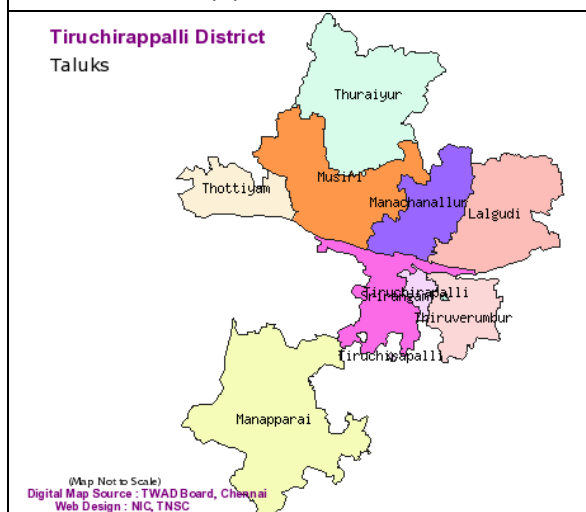 Tiruchirappalli District
Taluks
Thuraiyur
Musiri
Thottiyam
Manachanallur
Lalgudi
Tiruchirapalli
Srirangam
Thiruverumbur
Tiruchirapalli
Manapparai
(Map Not to Scale)
Digital Map Source : TWAD Board, Chennai
Web Design : NIC, TNSC